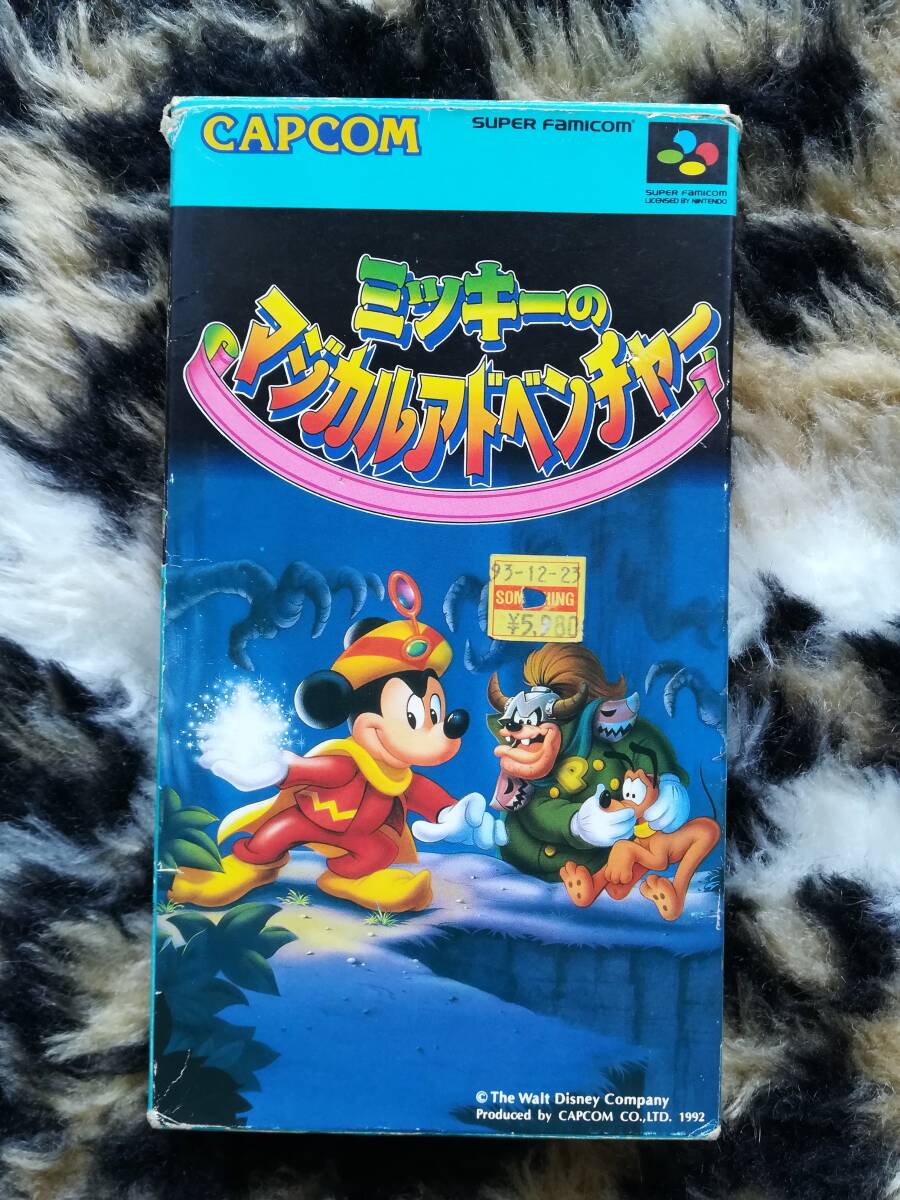 CAPCOM
SUPER FAMICOM
SUPER FAMICOM
LICENSED BY NINTENDO
ミッキーの
マジカルアドベンチャー
93-12-23
¥5,980
P
© The Walt Disney Company
Produced by CAPCOM CO.,LTD. 1992